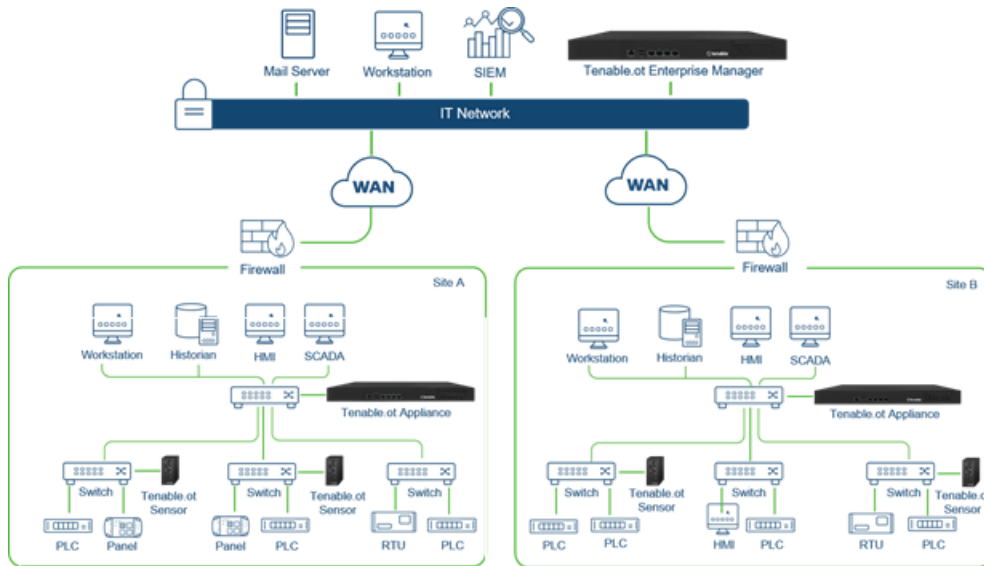 Mail Server
Workstation
SIEM
tenable
Tenable.ot Enterprise Manager
IT Network
WAN
WAN
Firewall
Firewall
Site A
Workstation
Historian
HMI
SCADA
Tenable.ot Appliance
Switch
Tenable.ot
Sensor
Switch
Tenable.ot
Sensor
Switch
PLC
Panel
Panel
PLC
RTU
PLC
Site B
Workstation
Historian
HMI
SCADA
Tenable.ot Appliance
Switch
Tenable.ot
Sensor
Switch
Switch
Tenable.ot
Sensor
PLC
PLC
HMI
PLC
RTU
PLC